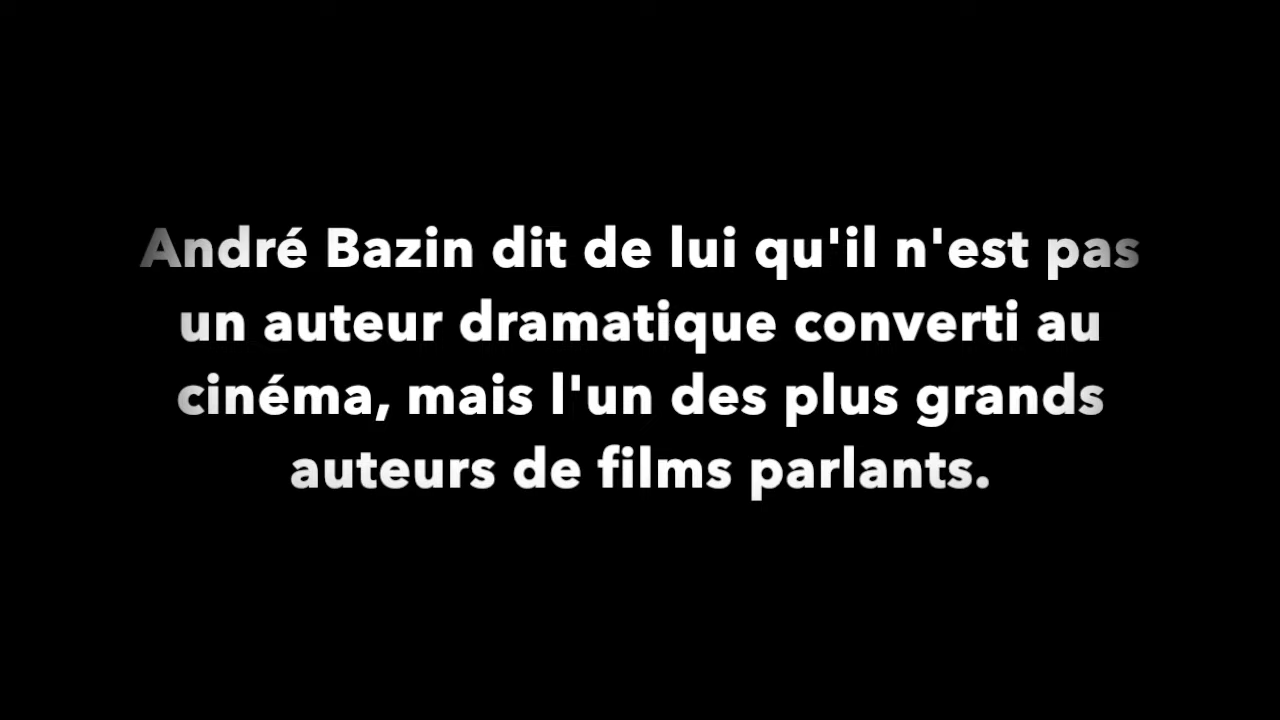 André Bazin dit de lui qu'il n'est pas
un auteur dramatique converti au
cinéma, mais l'un des plus grands
auteurs de films parlants.